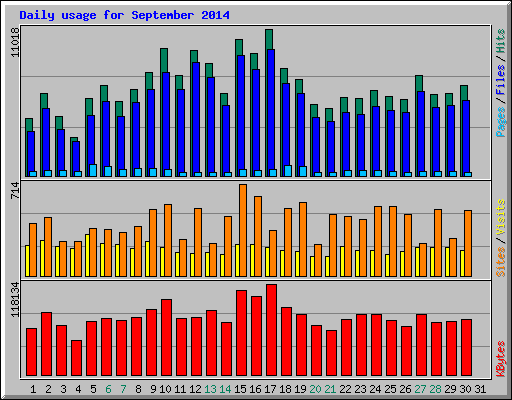 Daily usage for September 2014
11018
Pages / Files / Hits
714
Sites / Visits
118134
KBytes
1 2 3 4 5 6 7 8 9 10 11 12 13 14 15 16 17 18 19 20 21 22 23 24 25 26 27 28 29 30 31